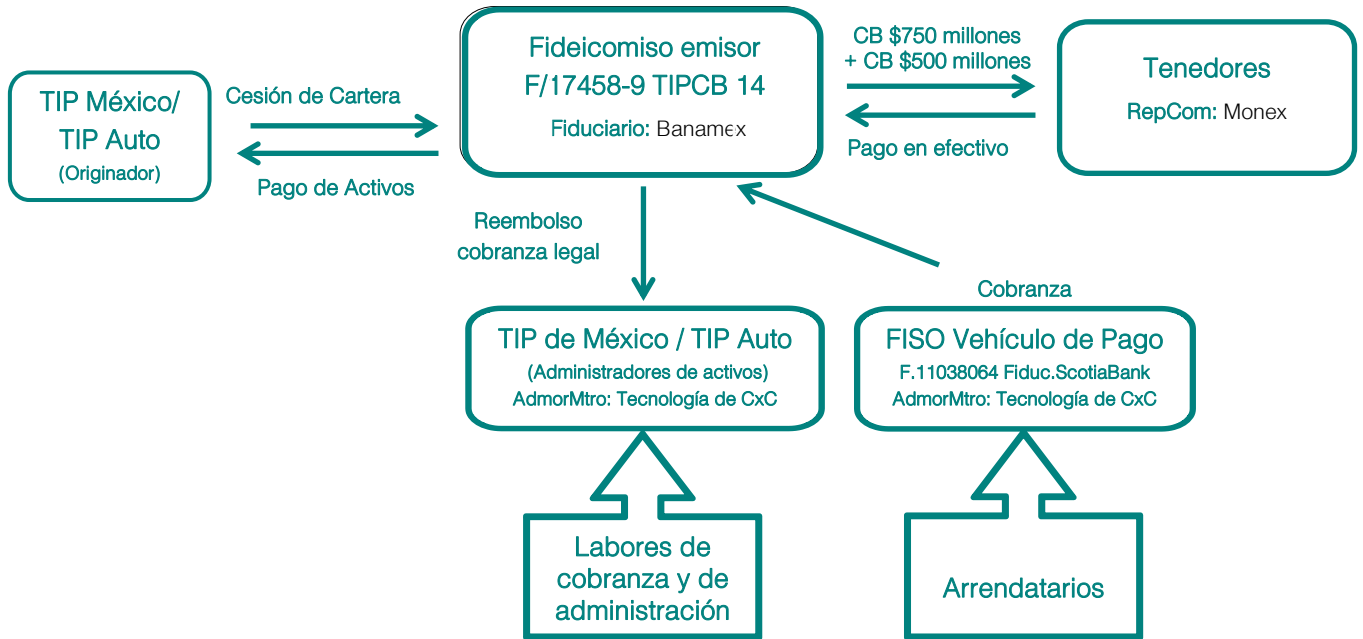 TIP México/
TIP Auto
(Originador)
Cesión de Cartera
Pago de Activos
Fideicomiso emisor
F/17458-9 TIPCB 14
Fiduciario: Banamex
CB $750 millones
+ CB $500 millones
Pago en efectivo
Tenedores
RepCom: Monex
Reembolso
cobranza legal
Cobranza
TIP de México / TIP Auto
(Administradores de activos)
AdmorMtro: Tecnología de CxC
FISO Vehículo de Pago
F.11038064 Fiduc.ScotiaBank
AdmorMtro: Tecnología de CxC
Labores de
cobranza y de
administración
Arrendatarios